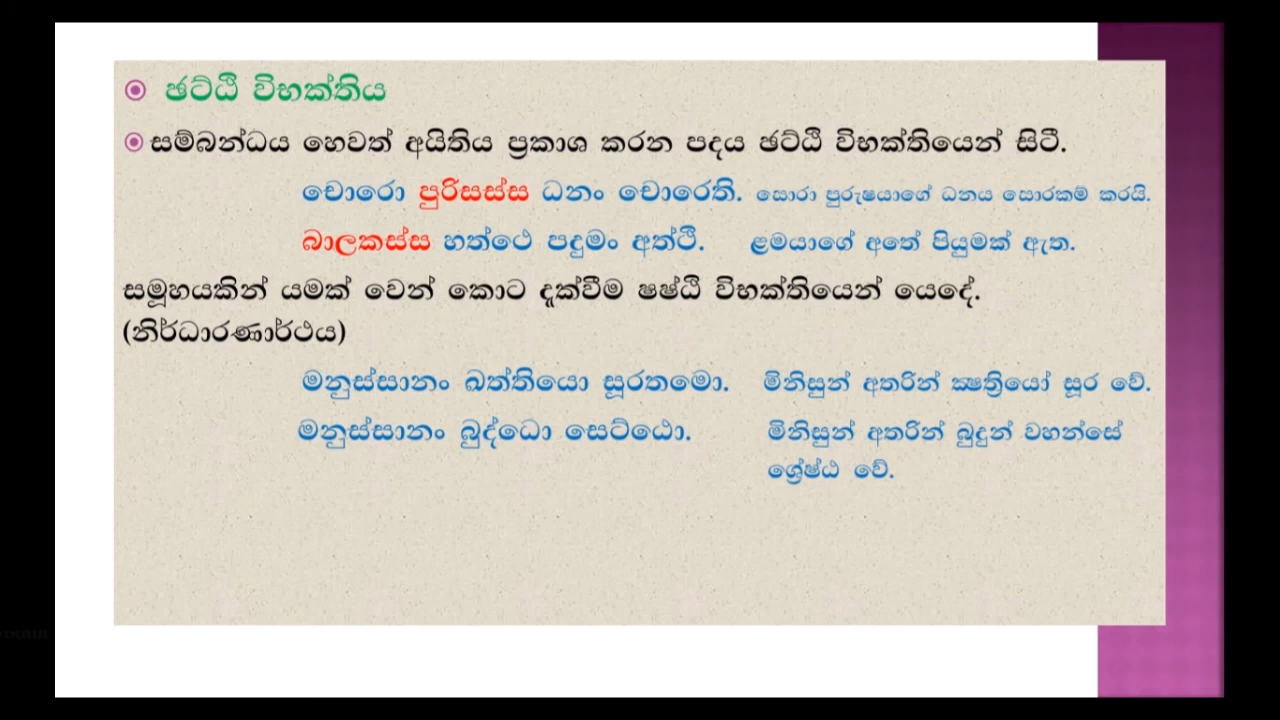 ඡට්ඨි විභක්තිය
සම්බන්ධය හෙවත් අයිතිය ප්‍රකාශ කරන පදය ඡට්ඨි විභක්තියෙන් සිටී.
චොරො පුරිසස්ස ධනං චොරෙති. සොරා පුරුෂයාගේ ධනය සොරකම් කරයි.
බාලකස්ස හත්ථෙ පදුමං අත්ථි. ළමයාගේ අතේ පියුමක් ඇත.
සමූහයකින් යමක් වෙන් කොට දැක්වීම ෂෂ්ඨි විභක්තියෙන් යෙදේ.
(නිර්ධාරණාර්ථය)
මනුස්සානං ඛත්තියො සූරතමො. මිනිසුන් අතරින් ක්‍ෂත්‍රියෝ සූර වේ.
මනුස්සානං බුද්ධො සෙට්ඨො. මිනිසුන් අතරින් බුදුන් වහන්සේ
ශ්‍රේෂ්ඨ වේ.